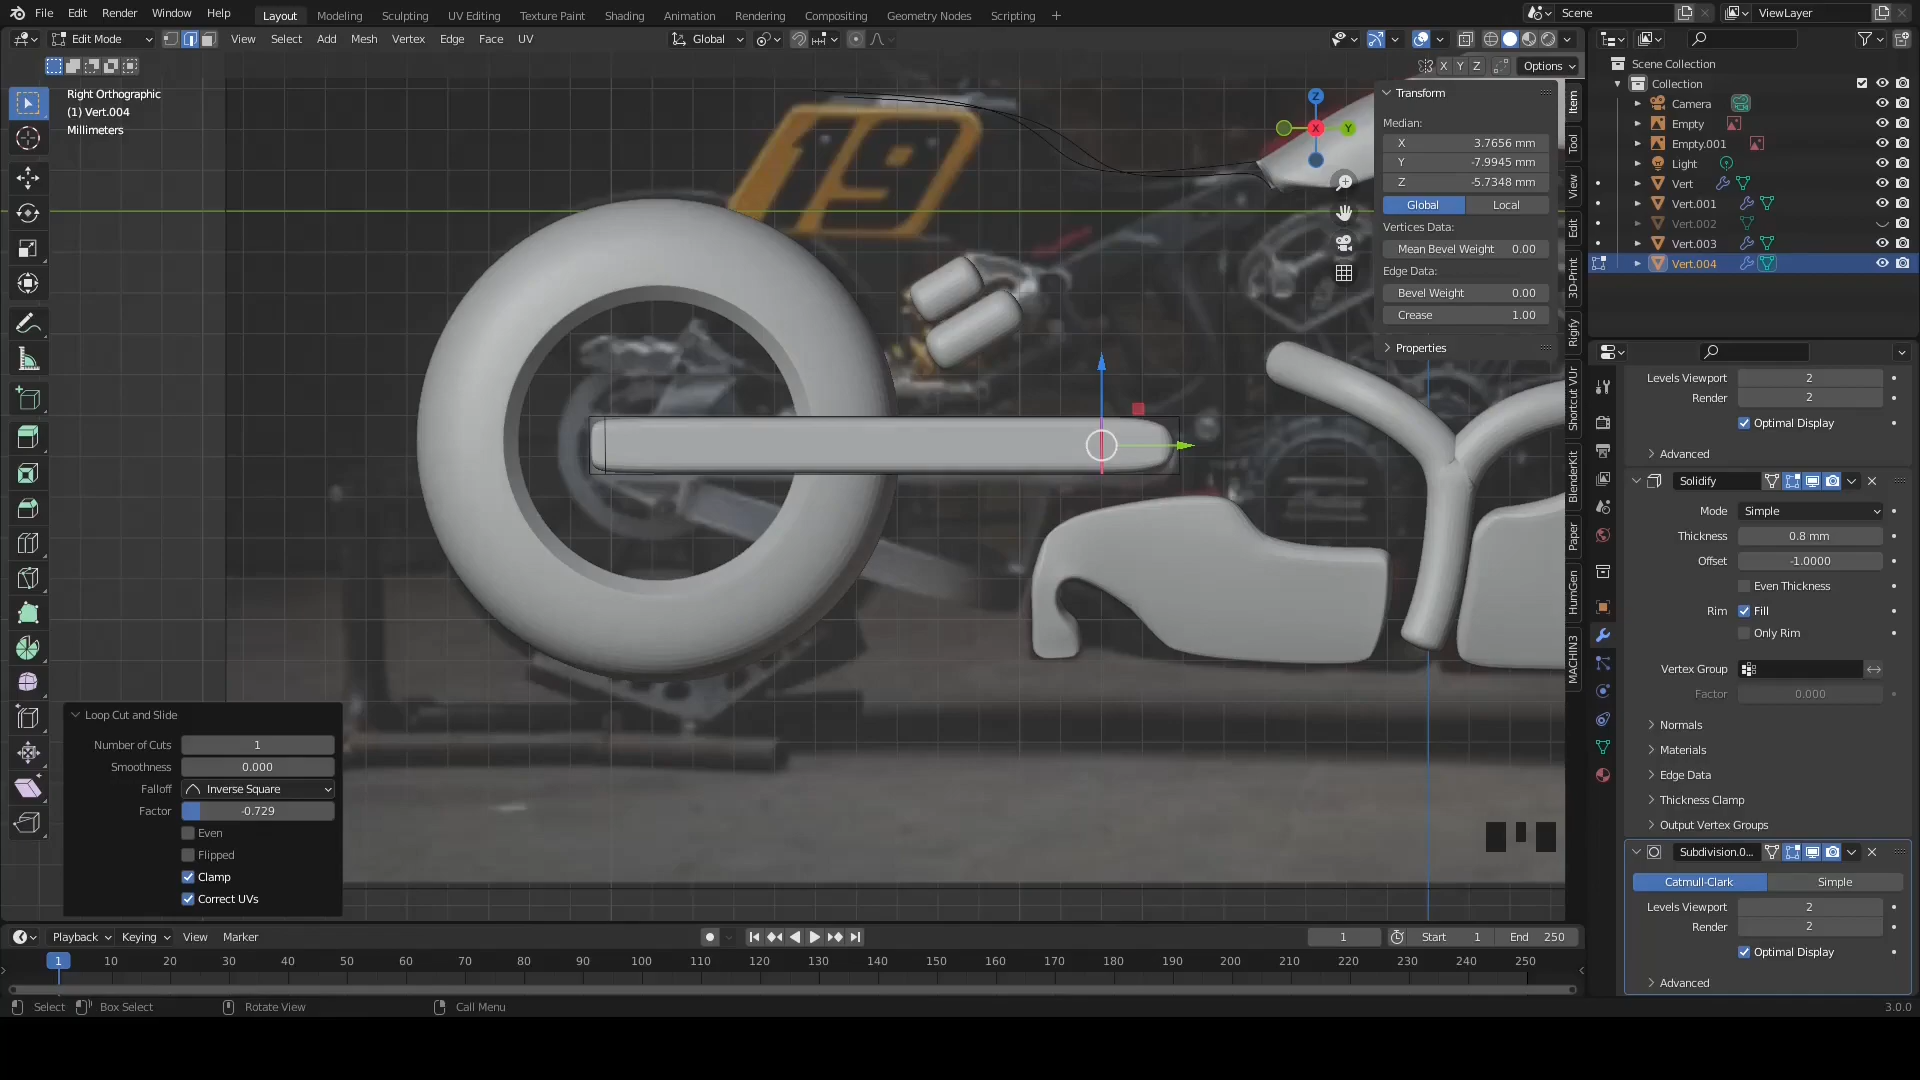 File Edit Render Window Help Layout Modeling Sculpting UV Editing Texture Paint Shading Animation Rendering Compositing Geometry Nodes Scripting + Scene ViewLayer
Edit Mode View Select Add Mesh Vertex Edge Face UV Global
X Y Z Options
Right Orthographic
(1) Vert.004
Millimeters
19
Z
X
Y
Transform
Median:
X 3.7656 mm
Y -7.9945 mm
Z -5.7348 mm
Global Local
Vertices Data:
Mean Bevel Weight 0.00
Edge Data:
Bevel Weight 0.00
Crease 1.00
Properties
Item
Tool
View
Edit
3D-Print
Rigify
Shortcut VUr
BlenderKit
Paper
HumGen
MACHIN3
Scene Collection
Collection
Camera
Empty
Empty.001
Light
Vert
Vert.001
Vert.002
Vert.003
Vert.004
Levels Viewport 2
Render 2
Optimal Display
Advanced
Solidify
Mode Simple
Thickness 0.8 mm
Offset -1.0000
Even Thickness
Rim Fill
Only Rim
Vertex Group
Factor 0.000
Normals
Materials
Edge Data
Thickness Clamp
Output Vertex Groups
Subdivision.0...
Catmull-Clark Simple
Levels Viewport 2
Render 2
Optimal Display
Advanced
Loop Cut and Slide
Number of Cuts 1
Smoothness 0.000
Falloff Inverse Square
Factor -0.729
Even
Flipped
Clamp
Correct UVs
Playback Keying View Marker 1 Start 1 End 250
1 10 20 30 40 50 60 70 80 90 100 110 120 130 140 150 160 170 180 190 200 210 220 230 240 250
Select Box Select Rotate View Call Menu 3.0.0